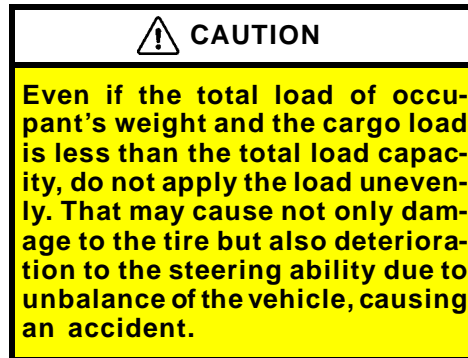 CAUTION
Even if the total load of occu-
pant's weight and the cargo load
is less than the total load capac-
ity, do not apply the load uneven-
ly. That may cause not only dam-
age to the tire but also deteriora-
tion to the steering ability due to
unbalance of the vehicle, causing
an accident.